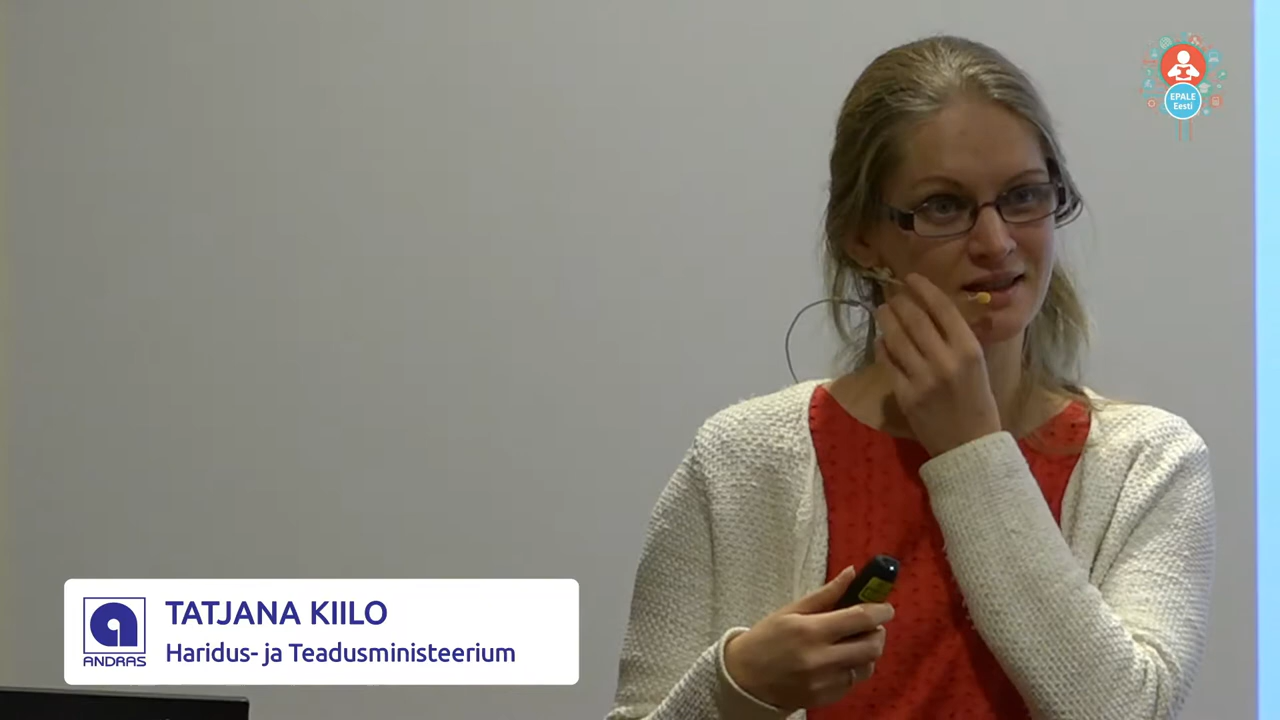 EPALE
Eesti
TATJANA KIILO
Haridus- ja Teadusministeerium
ANDRAS